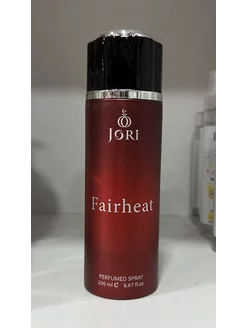 JORI
Fairheat
PERFUMED SPRAY
200 ml e 6.67 fl.oz